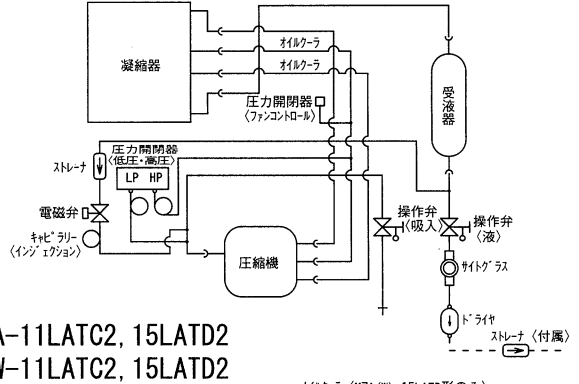 オイルクーラ
凝縮器
オイルクーラ
受液器
圧力開閉器
〈ファンコントロール〉
圧力開閉器
〈低圧・高圧〉
ストレーナ
LP HP
電磁弁
操作弁
〈吸入〉
操作弁
〈液〉
キャピラリー
〈インジェクション〉
圧縮機
サイトグラス
ドライヤ
A-11LATC2, 15LATD2
ストレーナ〈付属〉
W-11LATC2, 15LATD2